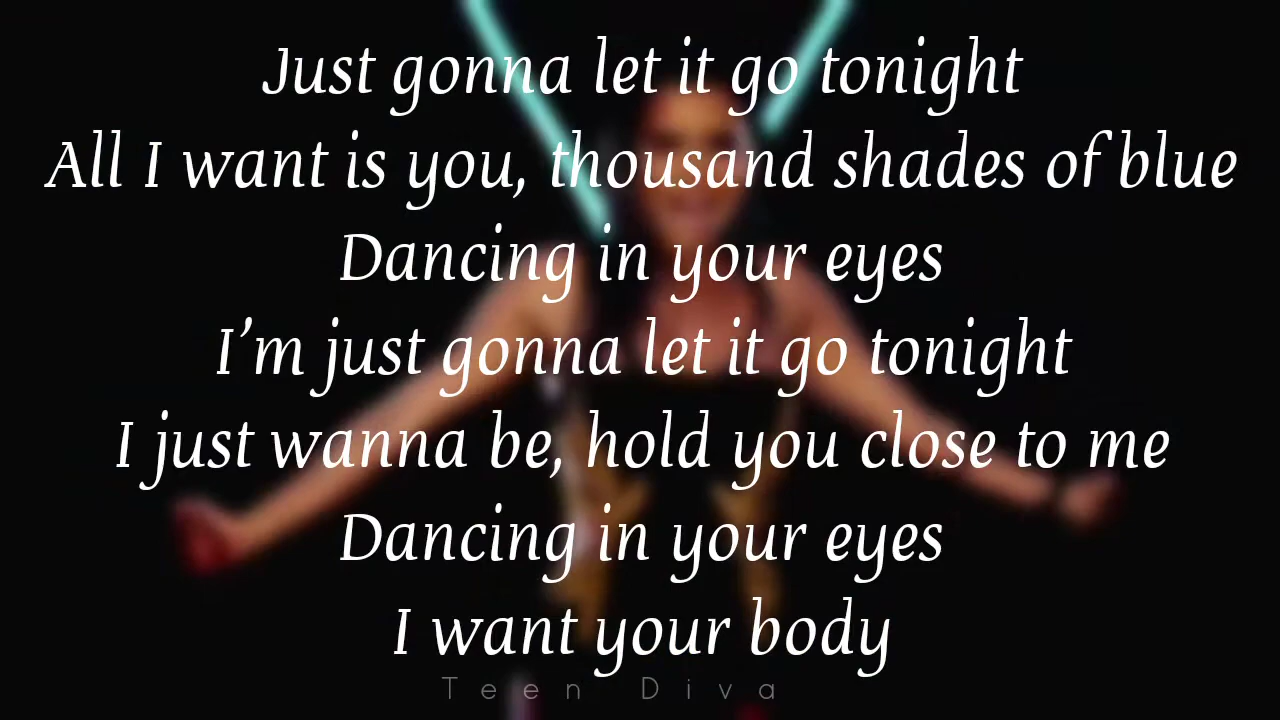 Just gonna let it go tonight
All I want is you, thousand shades of blue
Dancing in your eyes
I’m just gonna let it go tonight
I just wanna be, hold you close to me
Dancing in your eyes
I want your body
Teen Diva